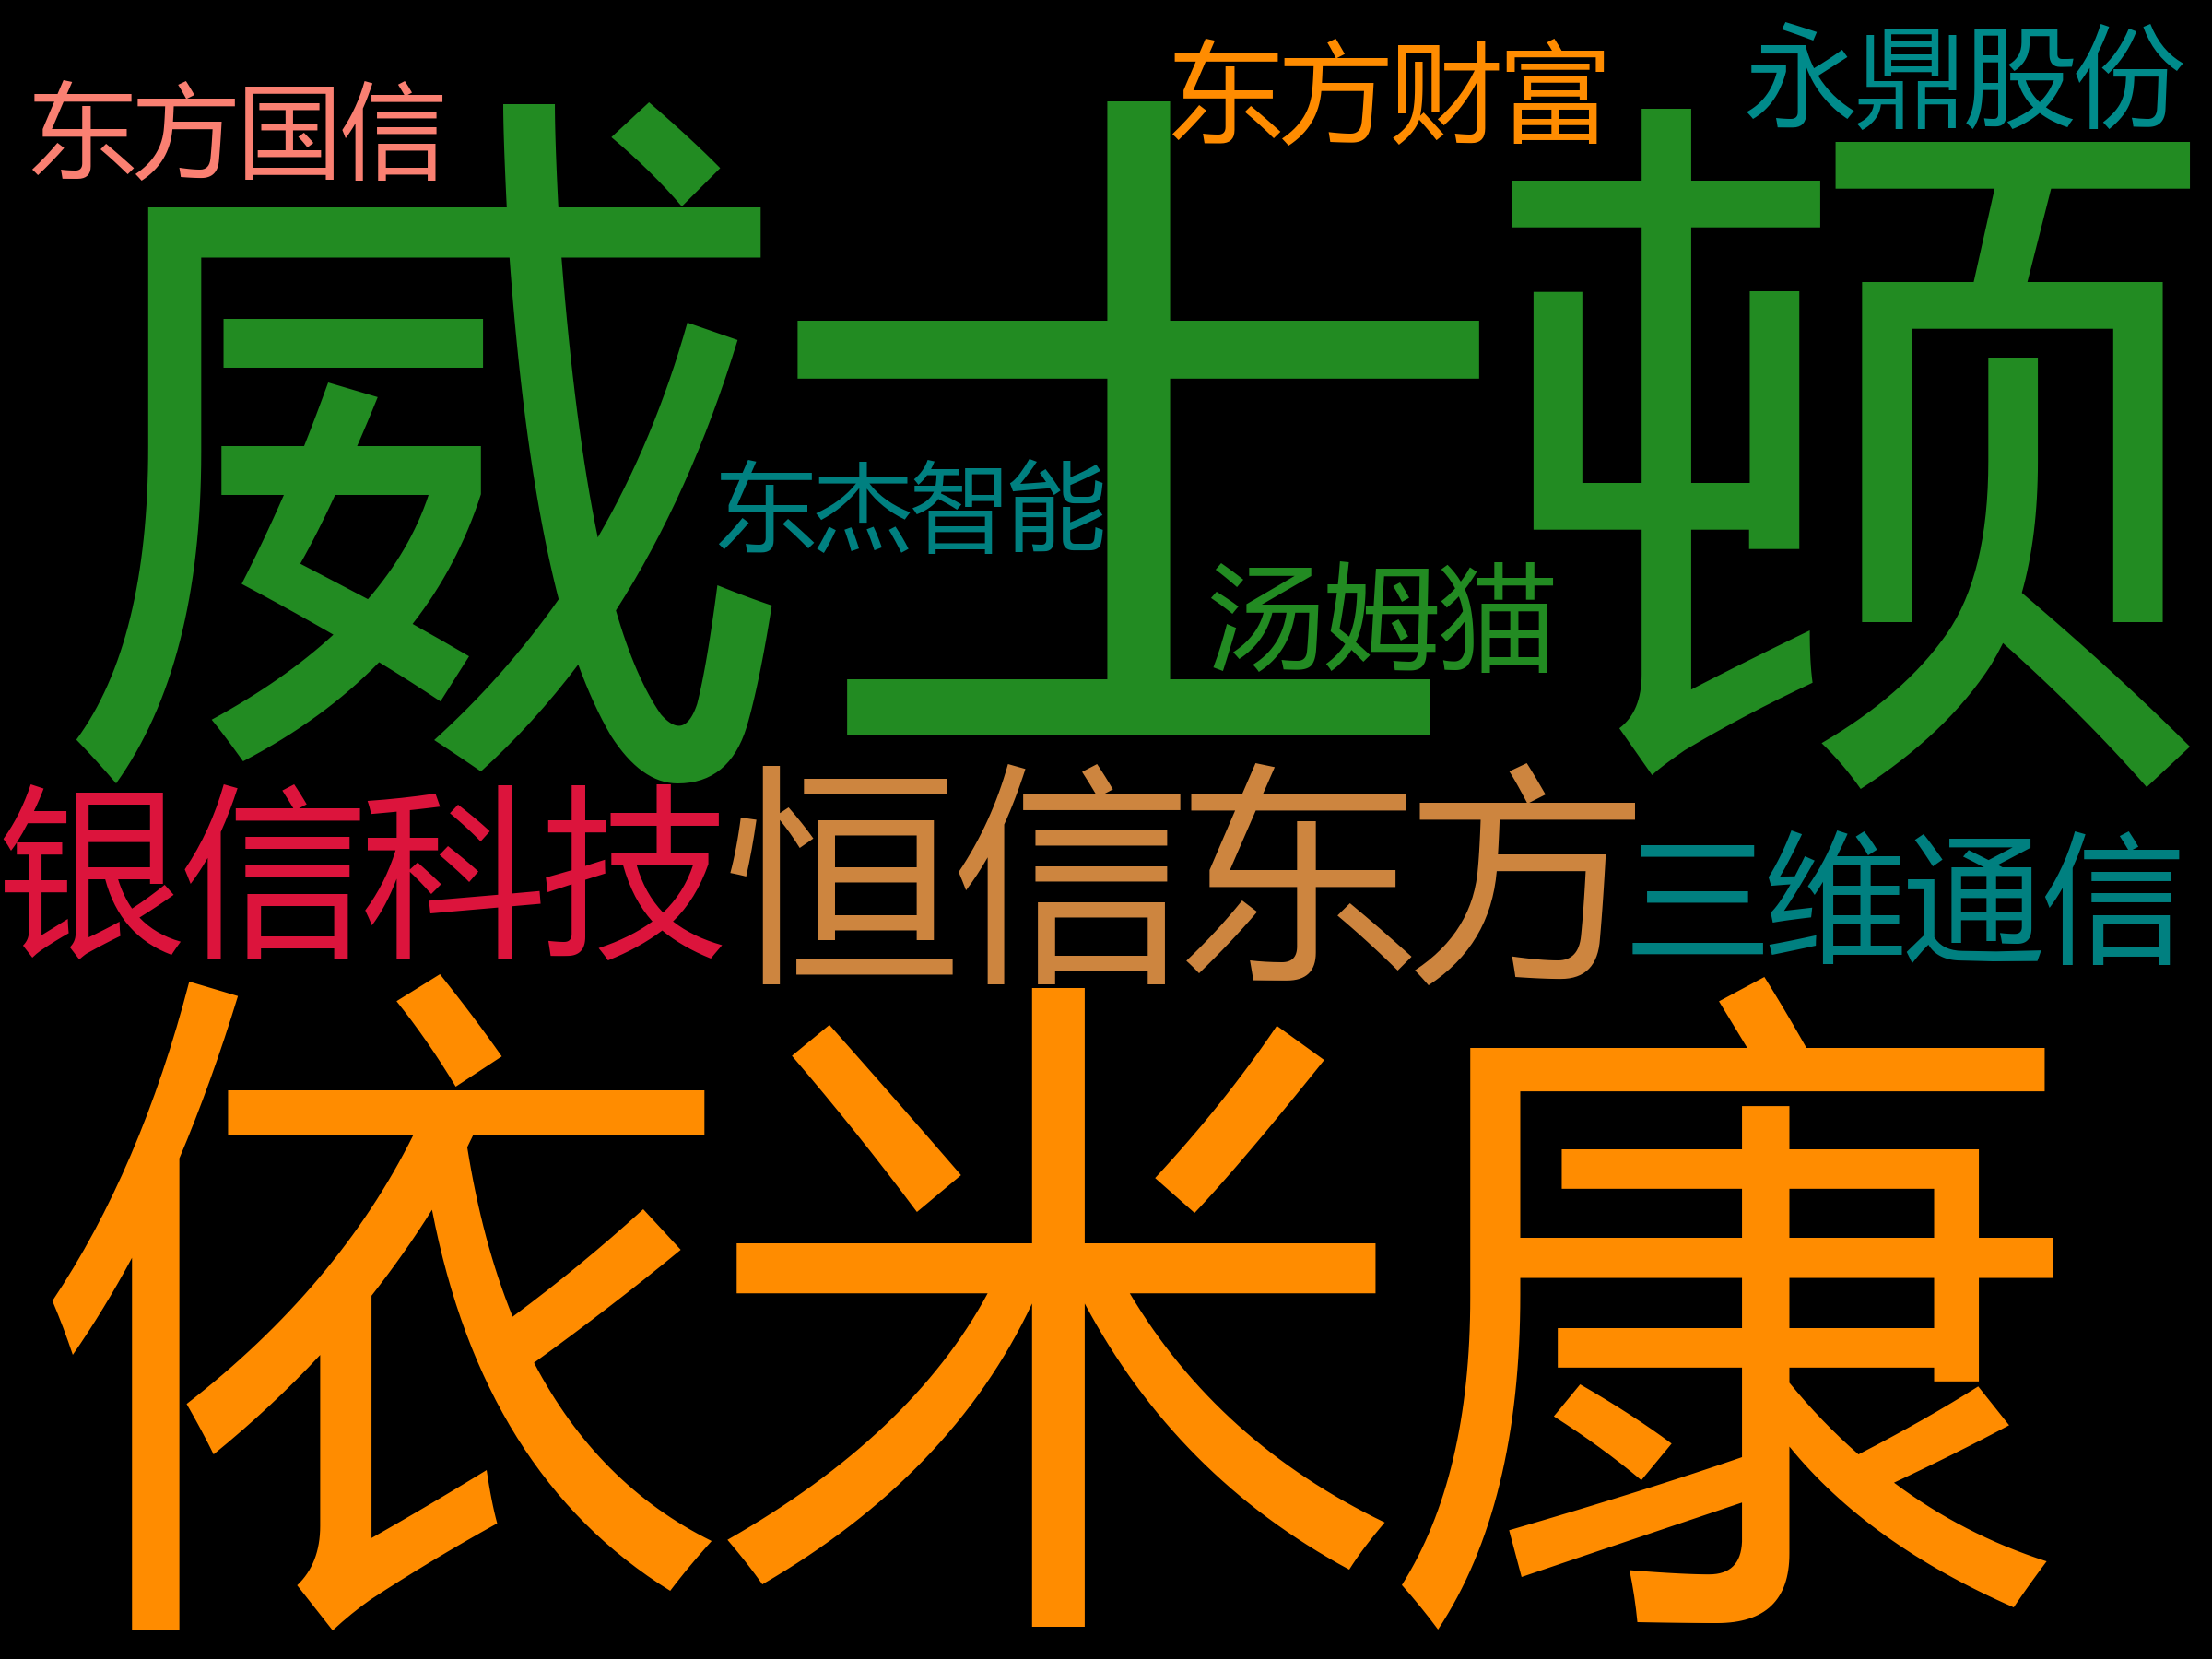 东方国信
东方财富
永鼎股份
威士顿
东杰智能
汤姆猫
银信科技
恒信东方
三维通信
依米康